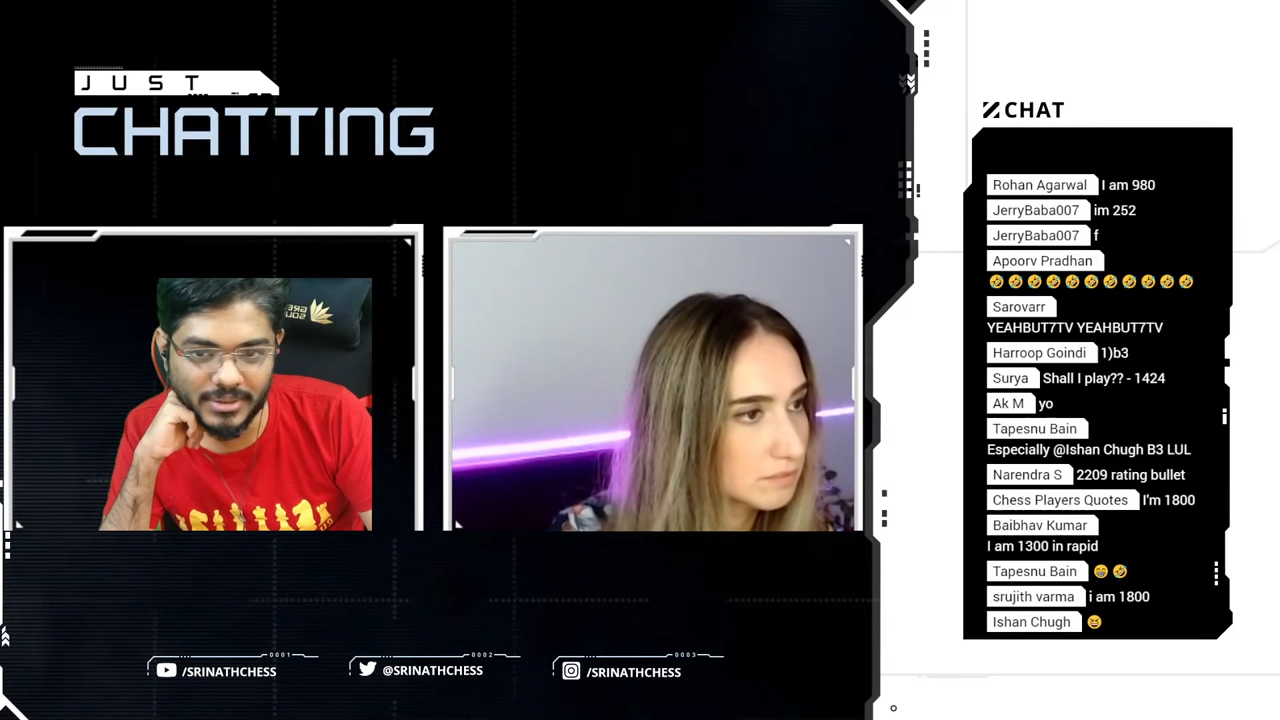 JUST
CHATTING
CHAT
Rohan Agarwal I am 980
JerryBaba007 im 252
JerryBaba007 f
Apoorv Pradhan
🤣🤣🤣🤣🤣🤣🤣🤣🤣🤣🤣
Sarovarr
YEAHBUT7TV YEAHBUT7TV
Harroop Goindi 1)b3
Surya Shall I play?? - 1424
Ak M yo
Tapesnu Bain
Especially @Ishan Chugh B3 LUL
Narendra S 2209 rating bullet
Chess Players Quotes I'm 1800
Baibhav Kumar
I am 1300 in rapid
Tapesnu Bain 😁🤣
srujith varma i am 1800
Ishan Chugh 😆
0001
/SRINATHCHESS
0002
@SRINATHCHESS
0003
/SRINATHCHESS